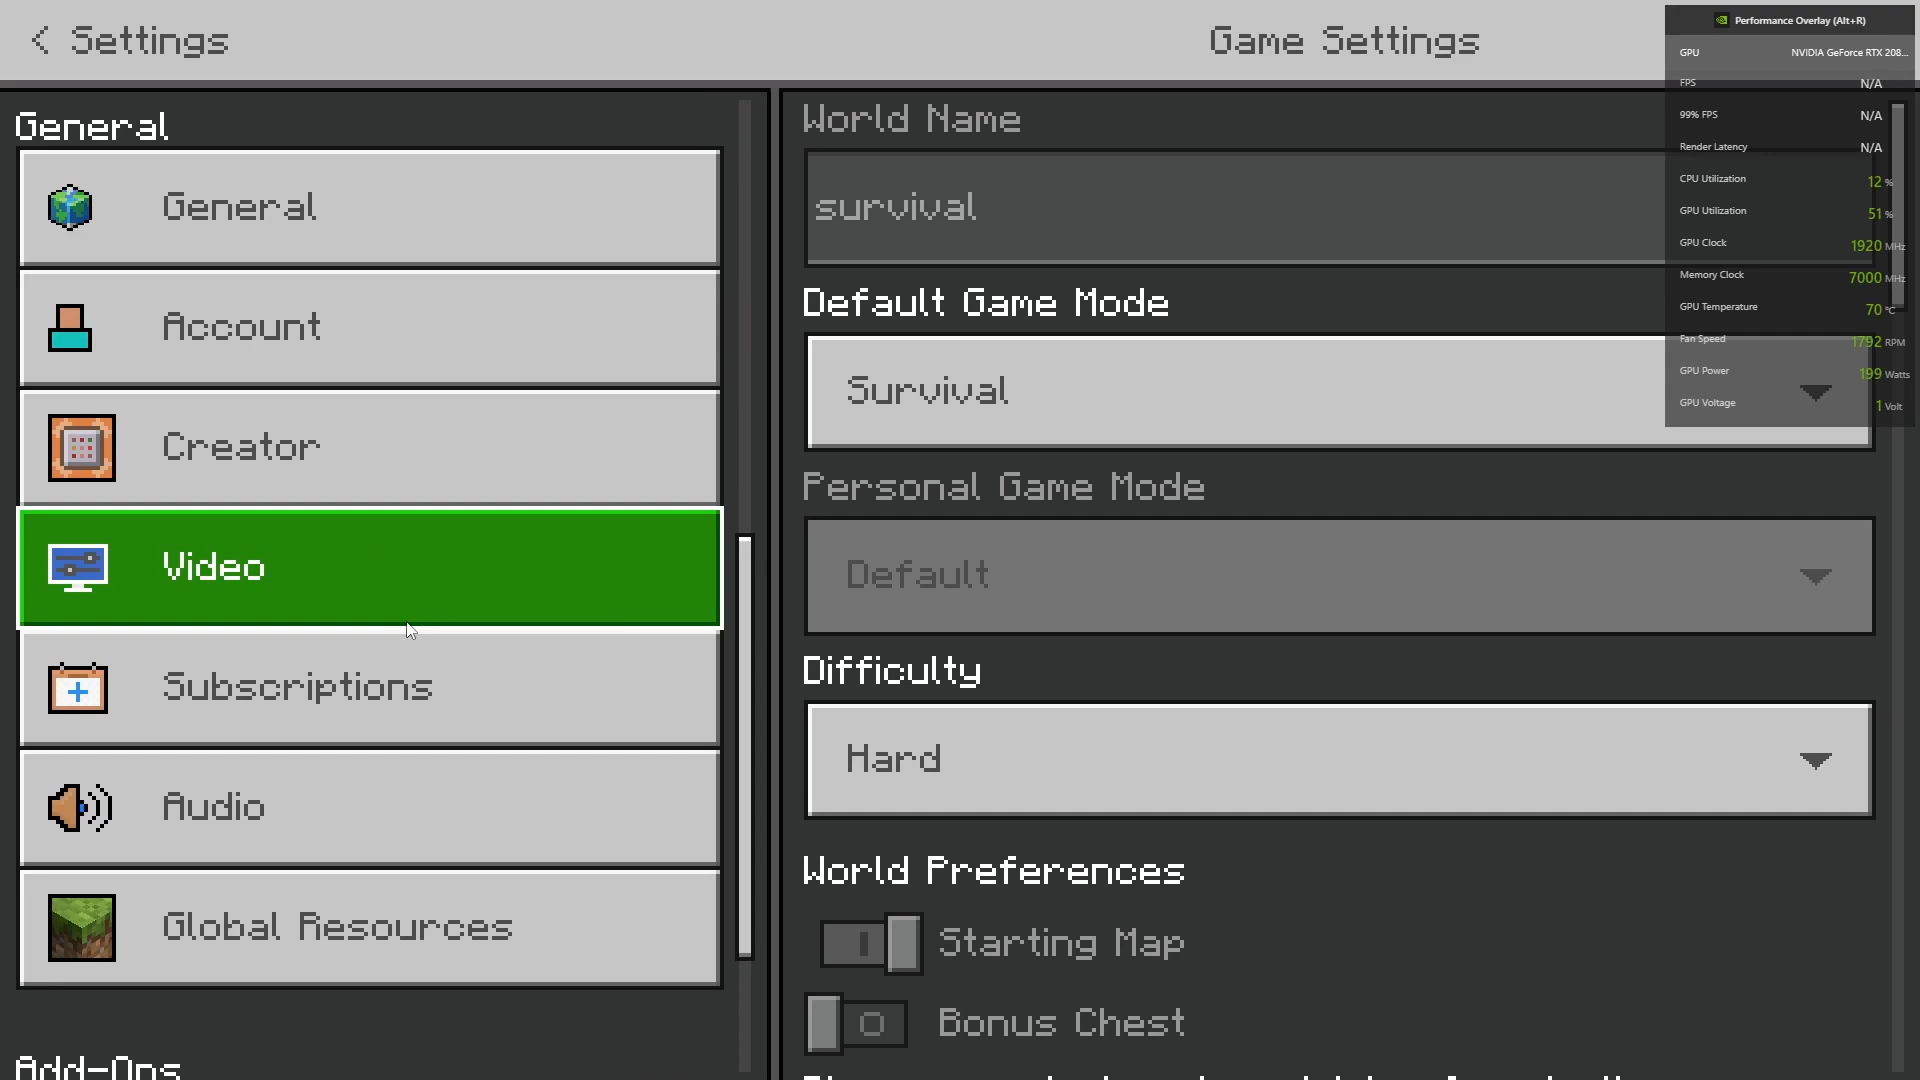 Settings
Game Settings
General
General
Account
Creator
Video
Subscriptions
Audio
Global Resources
Add-Ons
World Name
survival
Default Game Mode
Survival
Personal Game Mode
Default
Difficulty
Hard
World Preferences
Starting Map
Bonus Chest
Performance Overlay (Alt+R)
GPU NVIDIA GeForce RTX 208...
FPS N/A
99% FPS N/A
Render Latency N/A
CPU Utilization 12 %
GPU Utilization 51 %
GPU Clock 1920 MHz
Memory Clock 7000 MHz
GPU Temperature 70 °C
Fan Speed 1792 RPM
GPU Power 199 Watts
GPU Voltage 1 Volt